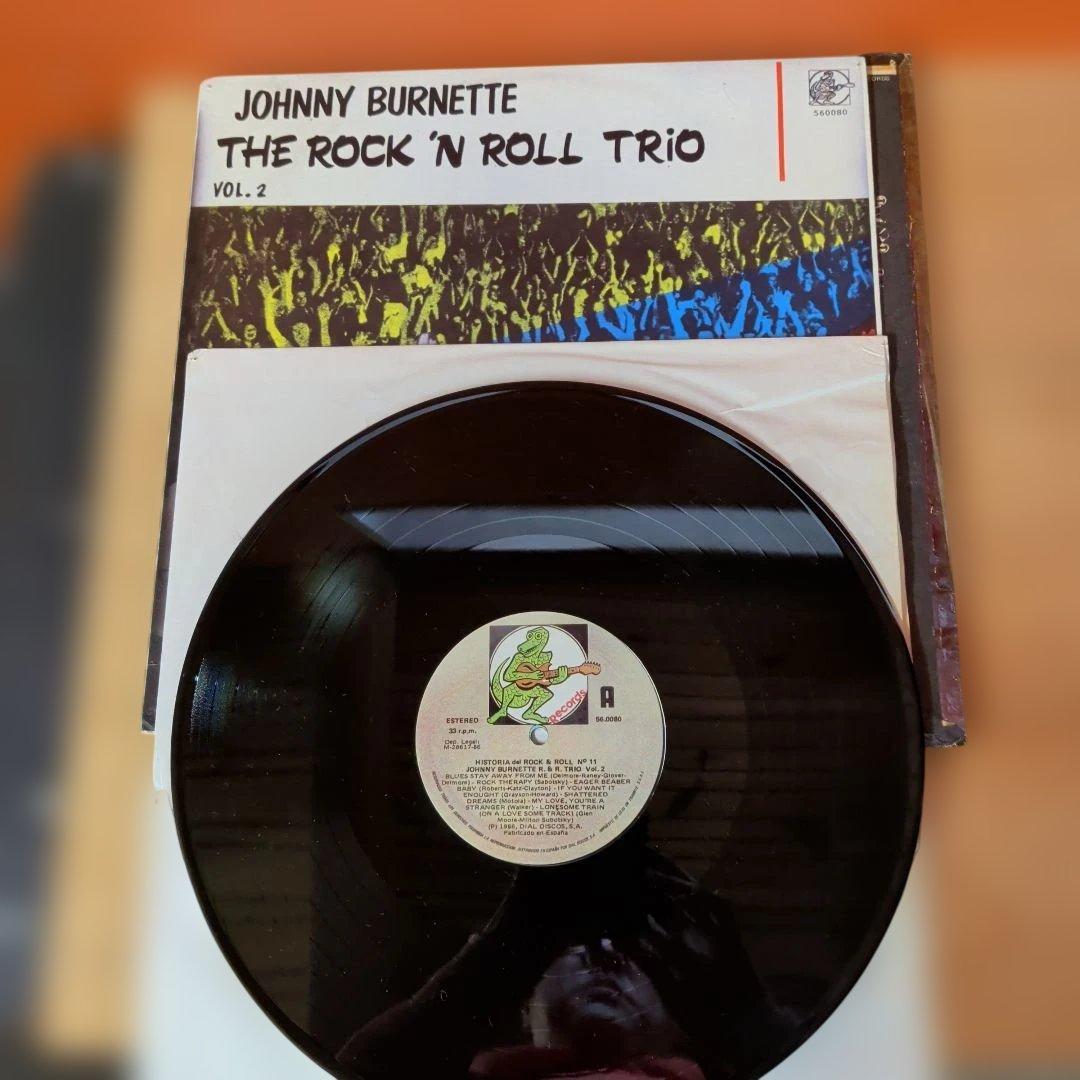 JOHNNY BURNETTE
THE ROCK 'N ROLL TRiO
VOL. 2
560080
Records
A
ESTEREO
56.0080
33 r.p.m.
Dep. Legal:
M-28617-86
HISTORIA del ROCK & ROLL Nº 11
JOHNNY BURNETTE R. & R. TRIO Vol. 2
BLUES STAY AWAY FROM ME (Delmore-Raney-Glover-
Delmore) - ROCK THERAPY (Sabotsky) - EAGER BEABER
BABY (Roberts-Katz-Clayton) - IF YOU WANT IT
ENOUGHT (Grayson-Howard) - SHATTERED
DREAMS (Motola) - MY LOVE, YOU'RE A
STRANGER (Walker) - LONESOME TRAIN
(ON A LOVE SOME TRACK) (Glen
Moore-Milton Subotsky)
(P) 1986, DIAL DISCOS, S.A.
Fabricado en España